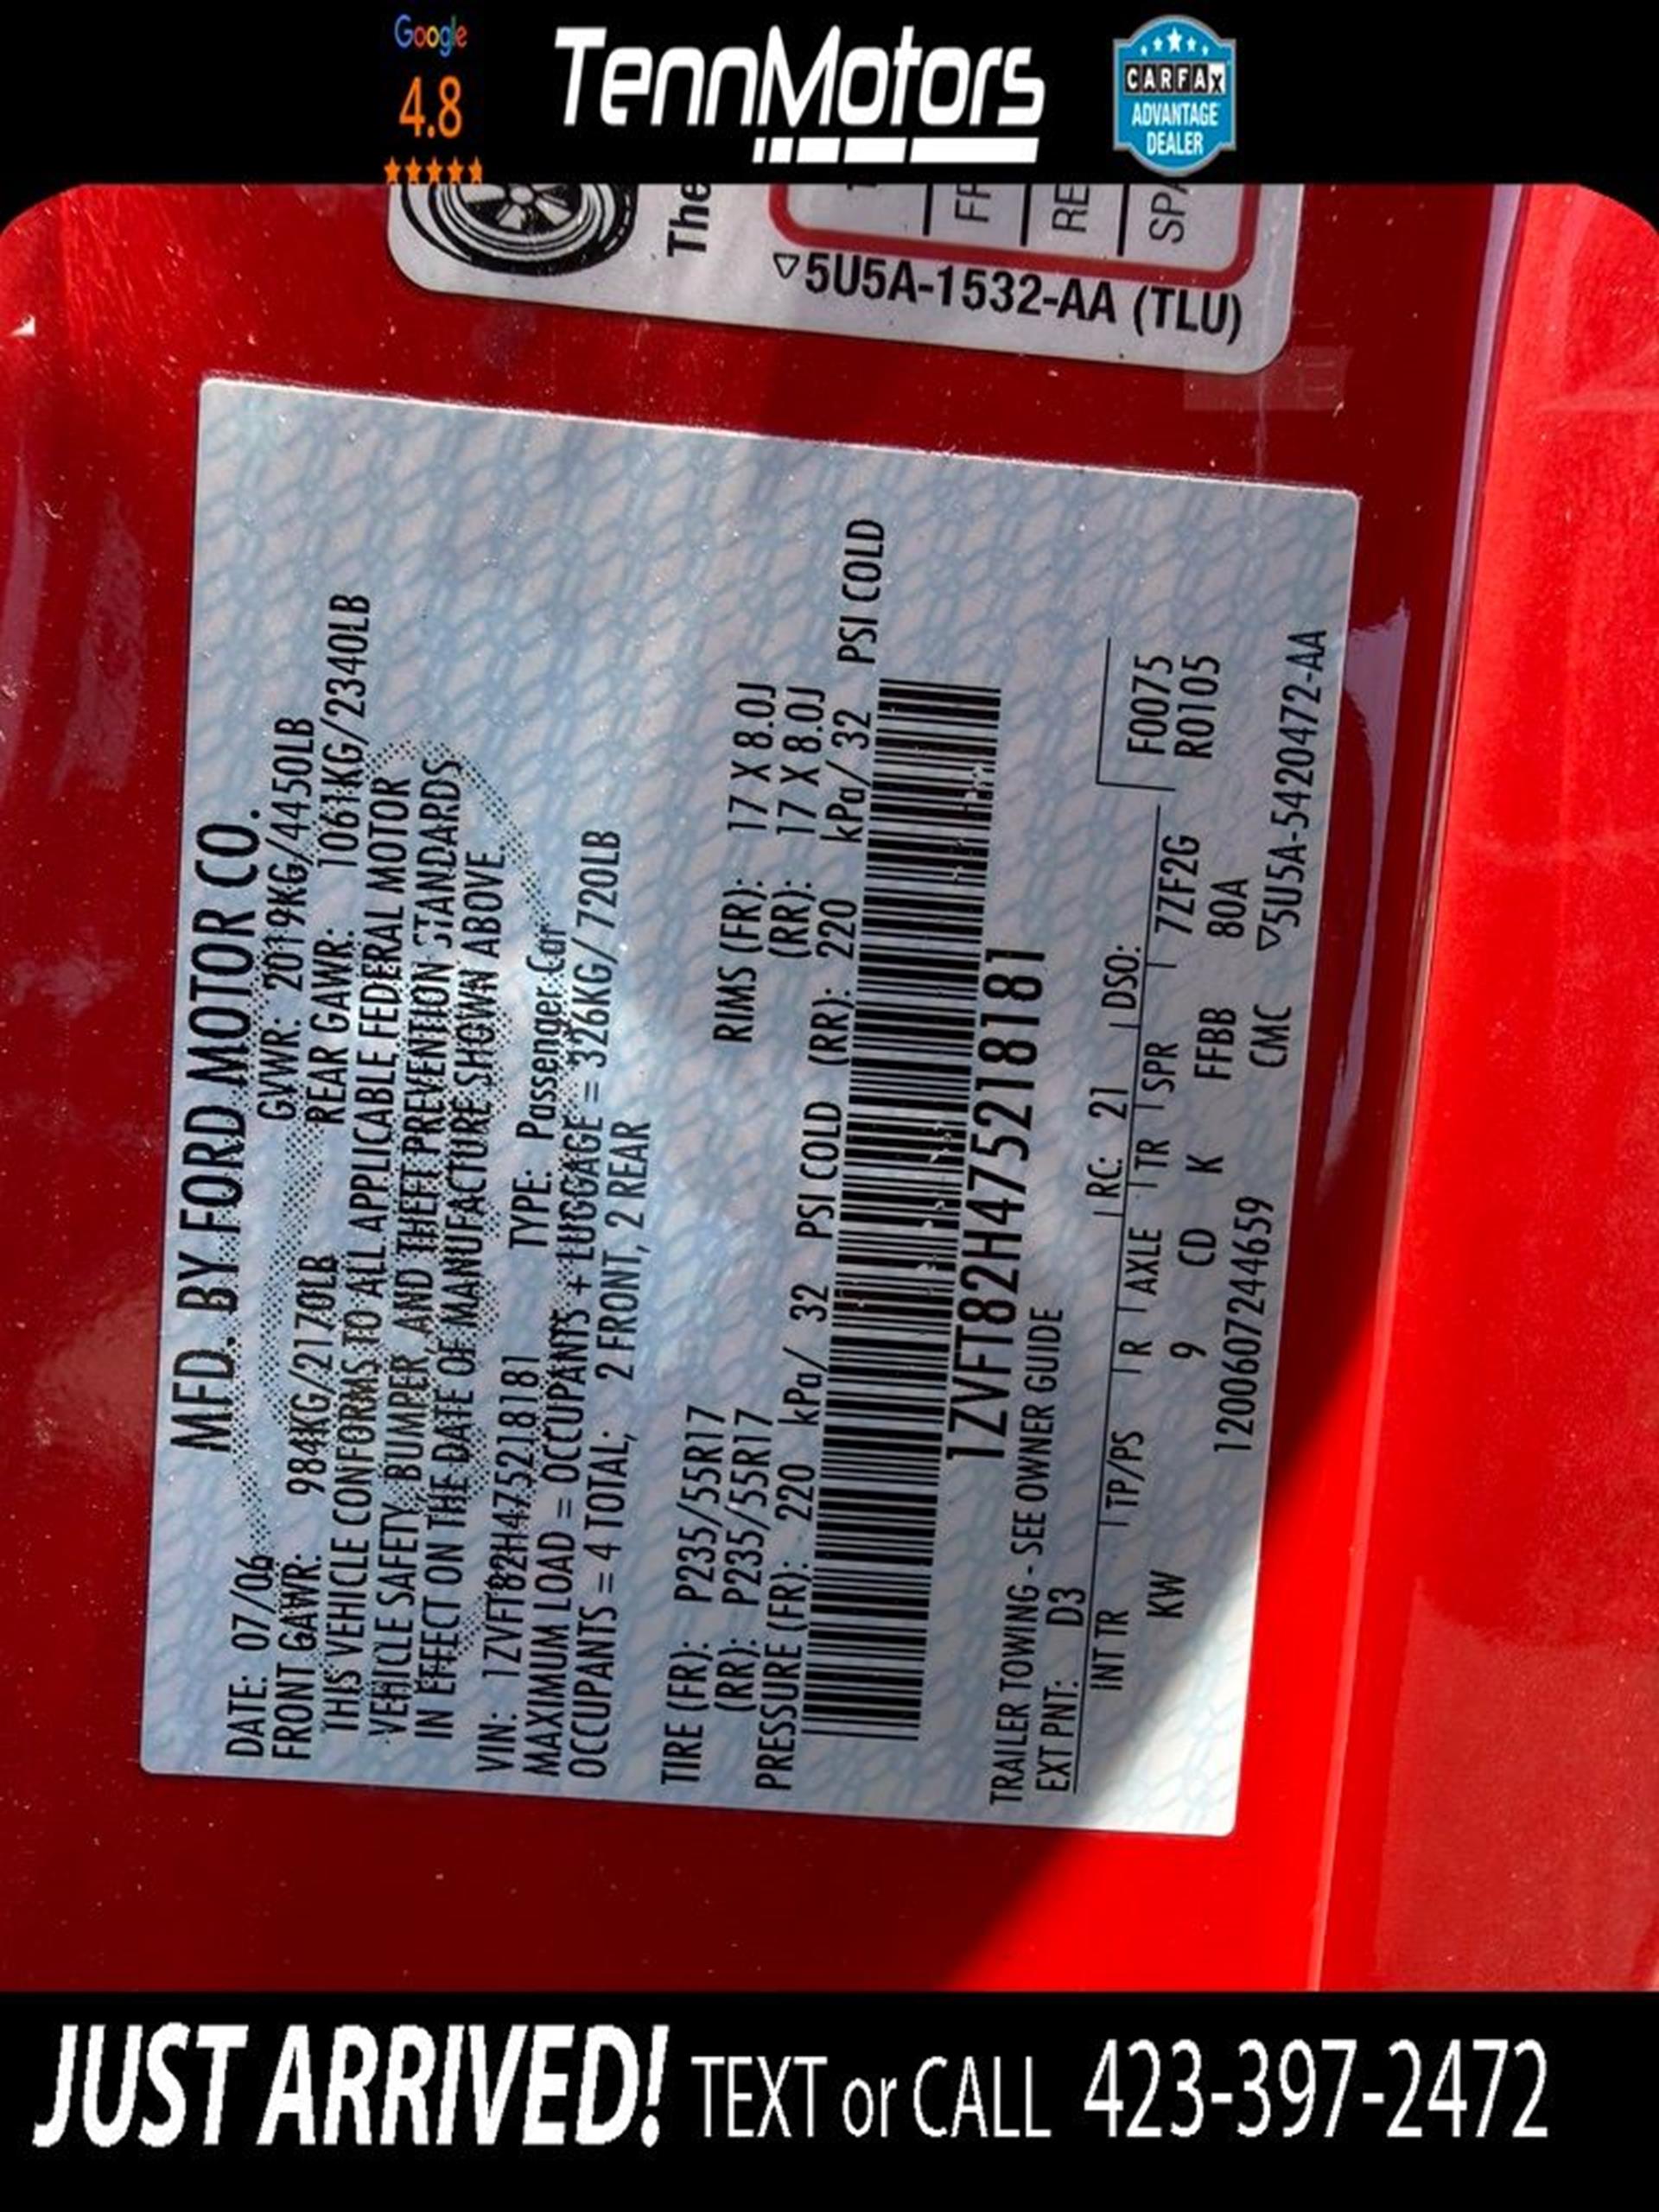 Google
4.8
TennMotors
CARFAX
ADVANTAGE
DEALER
The
FR
RE
SPA
▽5U5A-1532-AA (TLU)
MFD. BY FORD MOTOR CO.
DATE: 07/06 GVWR: 2019KG/4450LB
FRONT GAWR: 984KG/2170LB REAR GAWR: 1061KG/2340LB
THIS VEHICLE CONFORMS TO ALL APPLICABLE FEDERAL MOTOR
VEHICLE SAFETY, BUMPER, AND THEFT PREVENTION STANDARDS
IN EFFECT ON THE DATE OF MANUFACTURE SHOWN ABOVE.
VIN: 1ZVFT82H475218181 TYPE: Passenger Car
MAXIMUM LOAD = OCCUPANTS + LUGGAGE = 326KG/720LB
OCCUPANTS = 4 TOTAL; 2 FRONT, 2 REAR
TIRE (FR): P235/55R17 RIMS (FR): 17 X 8.0J
(RR): P235/55R17 (RR): 17 X 8.0J
PRESSURE (FR): 220 kPa/ 32 PSI COLD (RR): 220 kPa/ 32 PSI COLD
1ZVFT82H475218181
TRAILER TOWING - SEE OWNER GUIDE
EXT PNT: D3 RC: 21 DSO:
INT TR TP/PS R AXLE TR SPR
KW 9 CD K FFBB 7ZF2G F0075
80A R0105
1200607244659 CMC ▽5U5A-5420472-AA
JUST ARRIVED! TEXT or CALL 423-397-2472